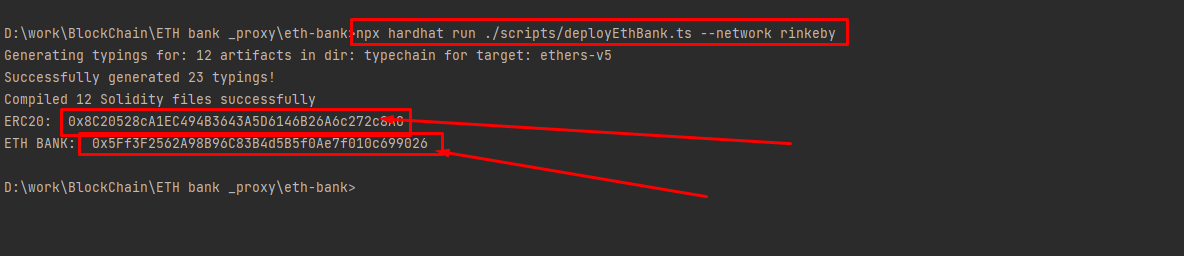 D:\work\BlockChain\ETH bank _proxy\eth-bank>npx hardhat run ./scripts/deployEthBank.ts --network rinkeby
Generating typings for: 12 artifacts in dir: typechain for target: ethers-v5
Successfully generated 23 typings!
Compiled 12 Solidity files successfully
ERC20: 0x8C20528cA1EC494B3643A5D6146B26A6c272c8A0
ETH BANK: 0x5Ff3F2562A98B96C83B4d5B5f0Ae7f010c699026
D:\work\BlockChain\ETH bank _proxy\eth-bank>